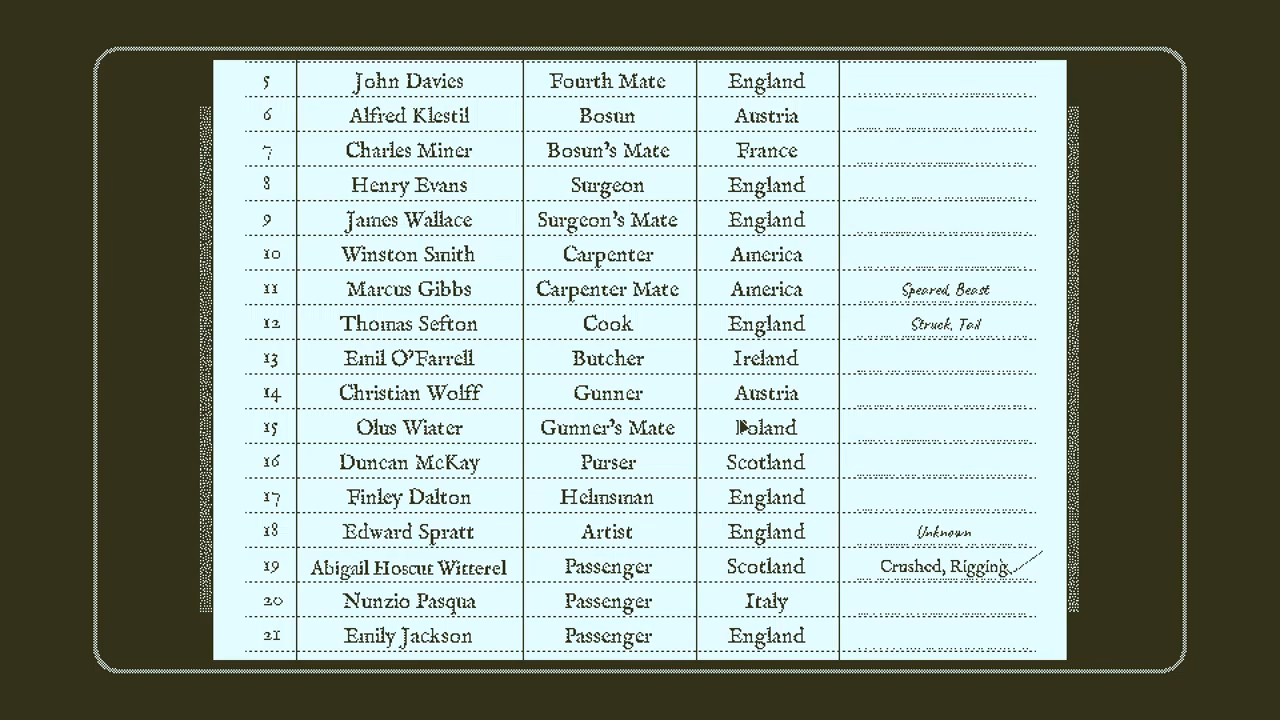 5 John Davies Fourth Mate England
6 Alfred Klestil Bosun Austria
7 Charles Miner Bosun's Mate France
8 Henry Evans Surgeon England
9 James Wallace Surgeon's Mate England
10 Winston Smith Carpenter America
11 Marcus Gibbs Carpenter Mate America Speared, Beast
12 Thomas Sefton Cook England Struck, Tail
13 Emil O'Farrell Butcher Ireland
14 Christian Wolff Gunner Austria
15 Olus Wiater Gunner's Mate Poland
16 Duncan McKay Purser Scotland
17 Finley Dalton Helmsman England
18 Edward Spratt Artist England Unknown
19 Abigail Hoscut Witterel Passenger Scotland Crushed, Rigging
20 Nunzio Pasqua Passenger Italy
21 Emily Jackson Passenger England